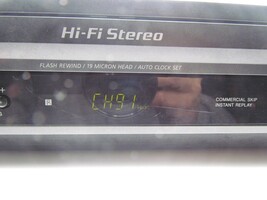 Hi-Fi Stereo
FLASH REWIND / 19 MICRON HEAD / AUTO CLOCK SET
CH91
COMMERCIAL SKIP
INSTANT REPLAY